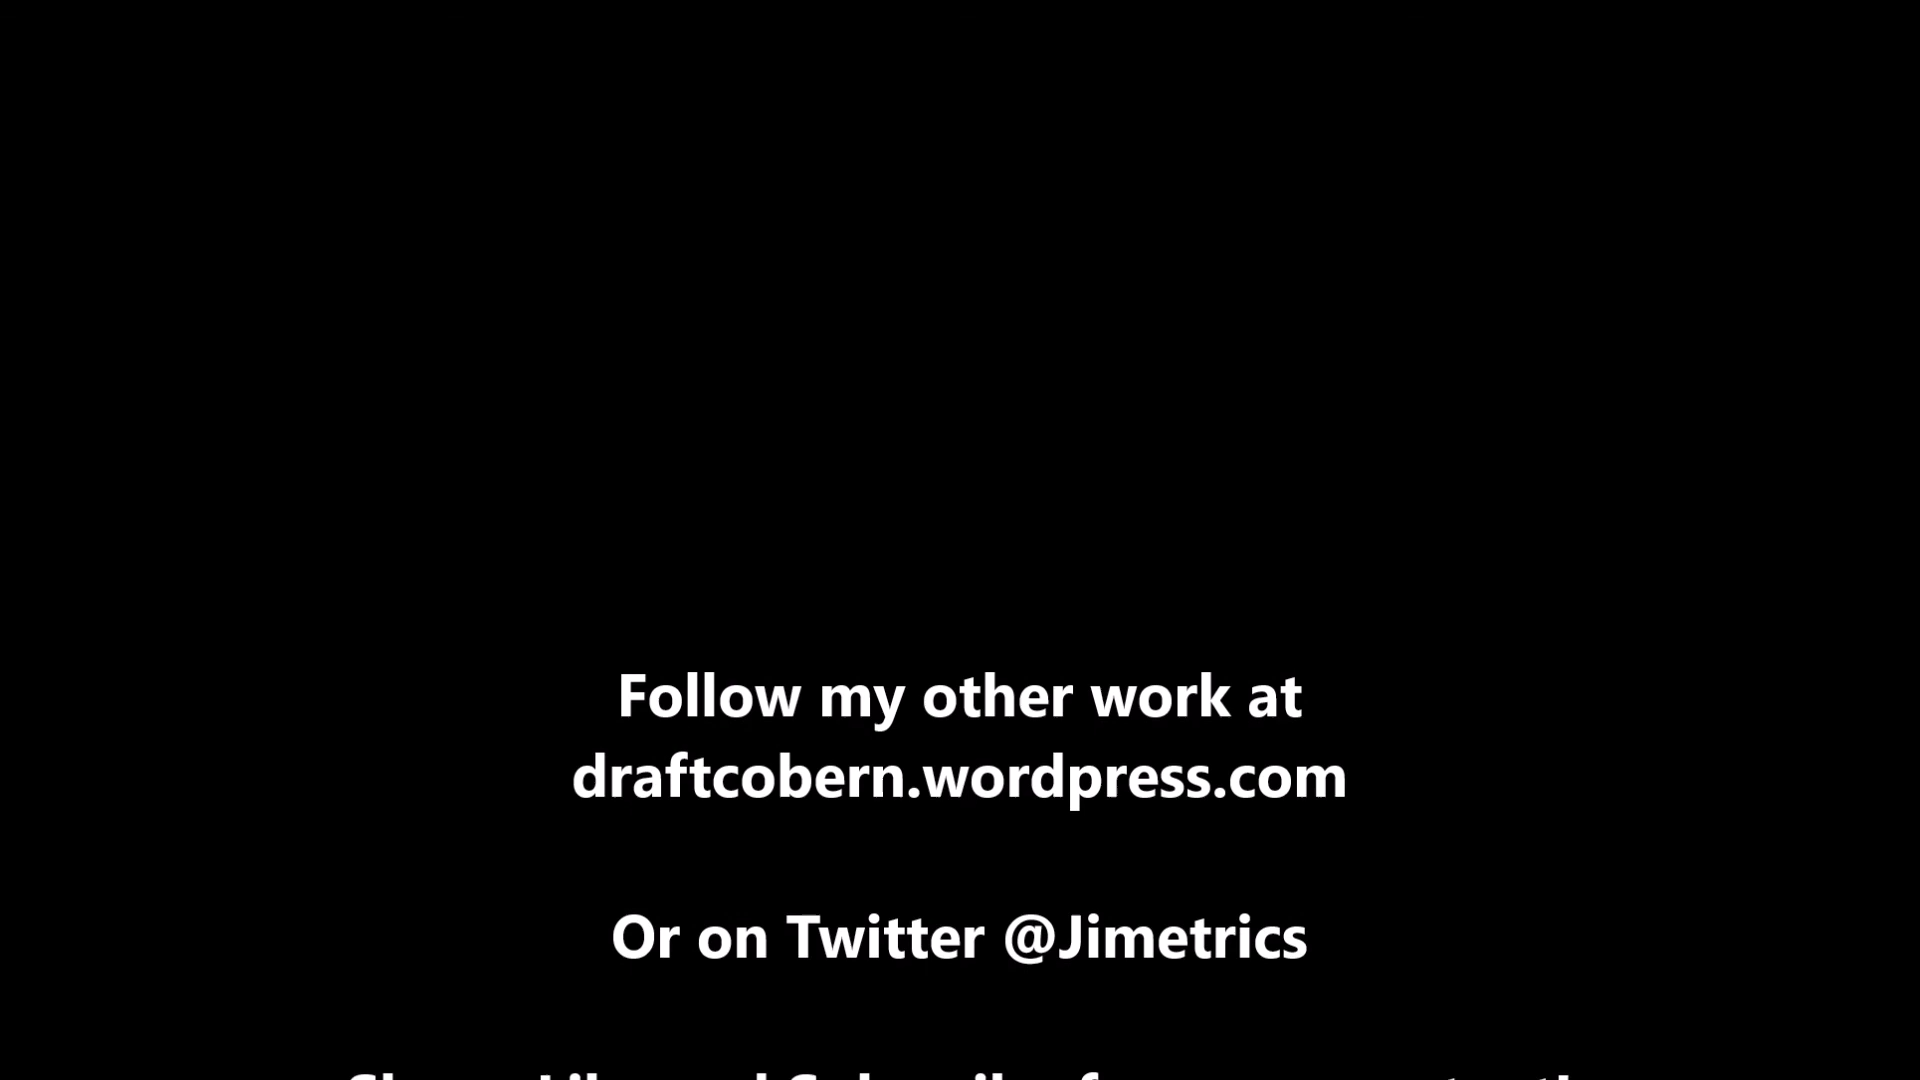 Follow my other work at
draftcobern.wordpress.com
Or on Twitter @Jimetrics